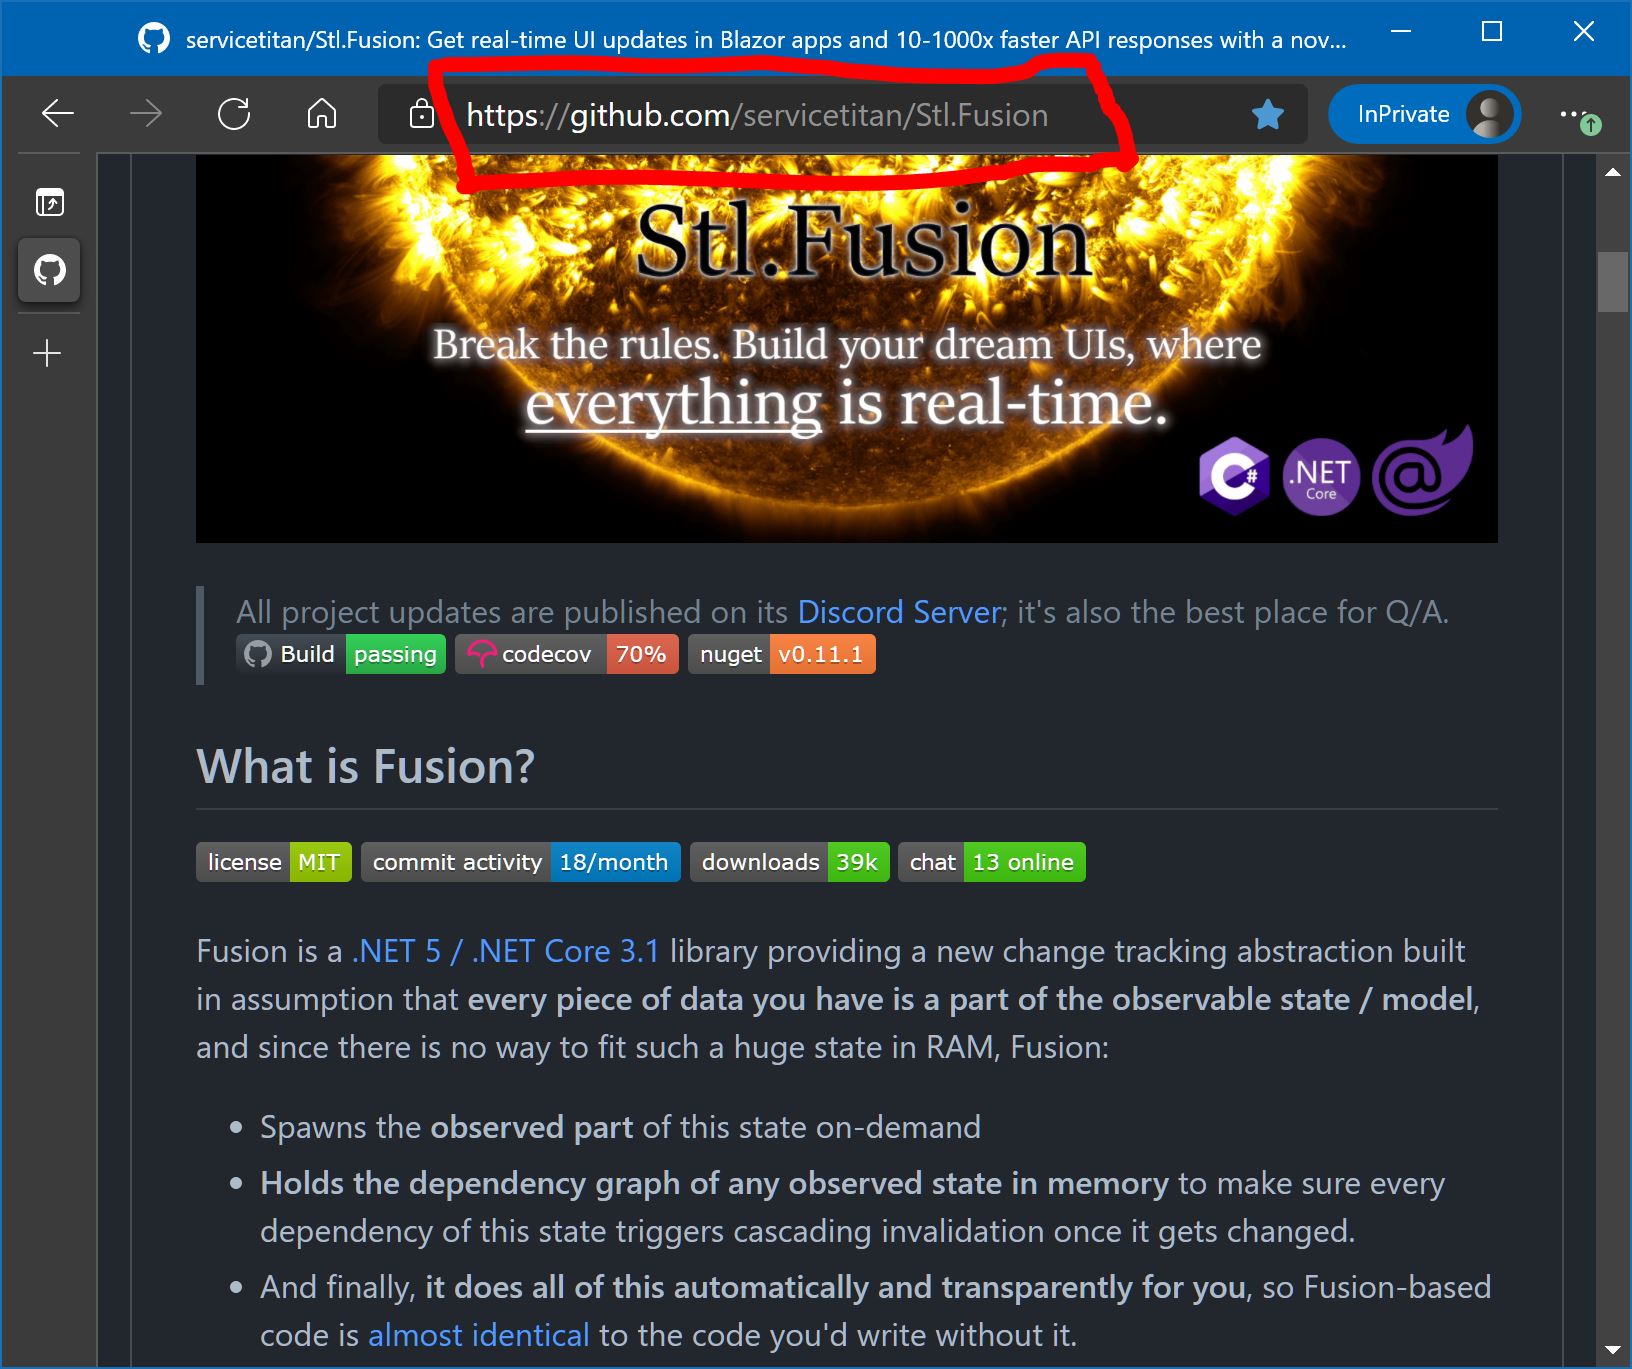 servicetitan/Stl.Fusion: Get real-time UI updates in Blazor apps and 10-1000x faster API responses with a nov...
https://github.com/servicetitan/Stl.Fusion
InPrivate
Stl.Fusion
Break the rules. Build your dream UIs, where
everything is real-time.
C# .NET Core @
All project updates are published on its Discord Server; it's also the best place for Q/A.
Build passing codecov 70% nuget v0.11.1
What is Fusion?
license MIT commit activity 18/month downloads 39k chat 13 online
Fusion is a .NET 5 / .NET Core 3.1 library providing a new change tracking abstraction built
in assumption that every piece of data you have is a part of the observable state / model,
and since there is no way to fit such a huge state in RAM, Fusion:
• Spawns the observed part of this state on-demand
• Holds the dependency graph of any observed state in memory to make sure every
dependency of this state triggers cascading invalidation once it gets changed.
• And finally, it does all of this automatically and transparently for you, so Fusion-based
code is almost identical to the code you'd write without it.